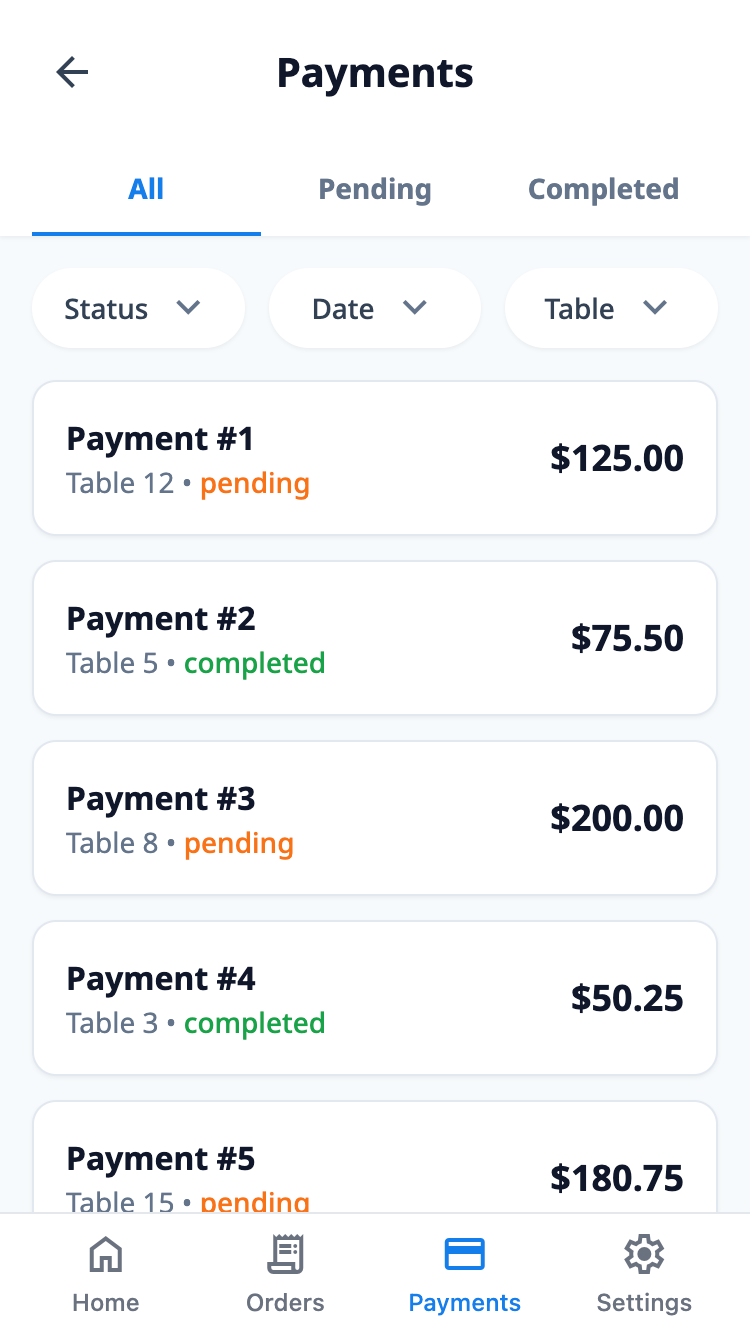 Payments
All Pending Completed
Status Date Table
Payment #1
$125.00
Table 12 • pending
Payment #2
$75.50
Table 5 • completed
Payment #3
$200.00
Table 8 • pending
Payment #4
$50.25
Table 3 • completed
Payment #5
$180.75
Table 15 • pending
Home Orders Payments Settings